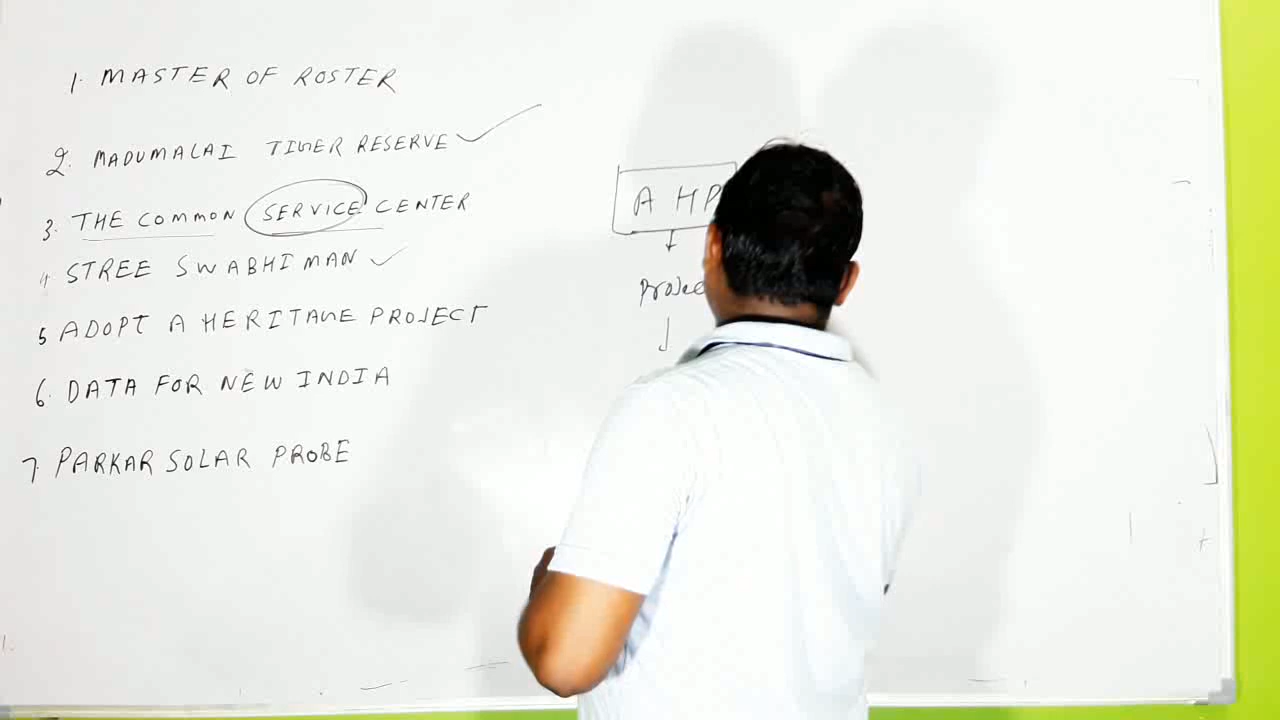 1. MASTER OF ROSTER
2. MADUMALAI TIGER RESERVE
3. THE COMMON SERVICE CENTER
4 STREE SWABHIMAN
5 ADOPT A HERITAGE PROJECT
6. DATA FOR NEW INDIA
7. PARKAR SOLAR PROBE
A HP